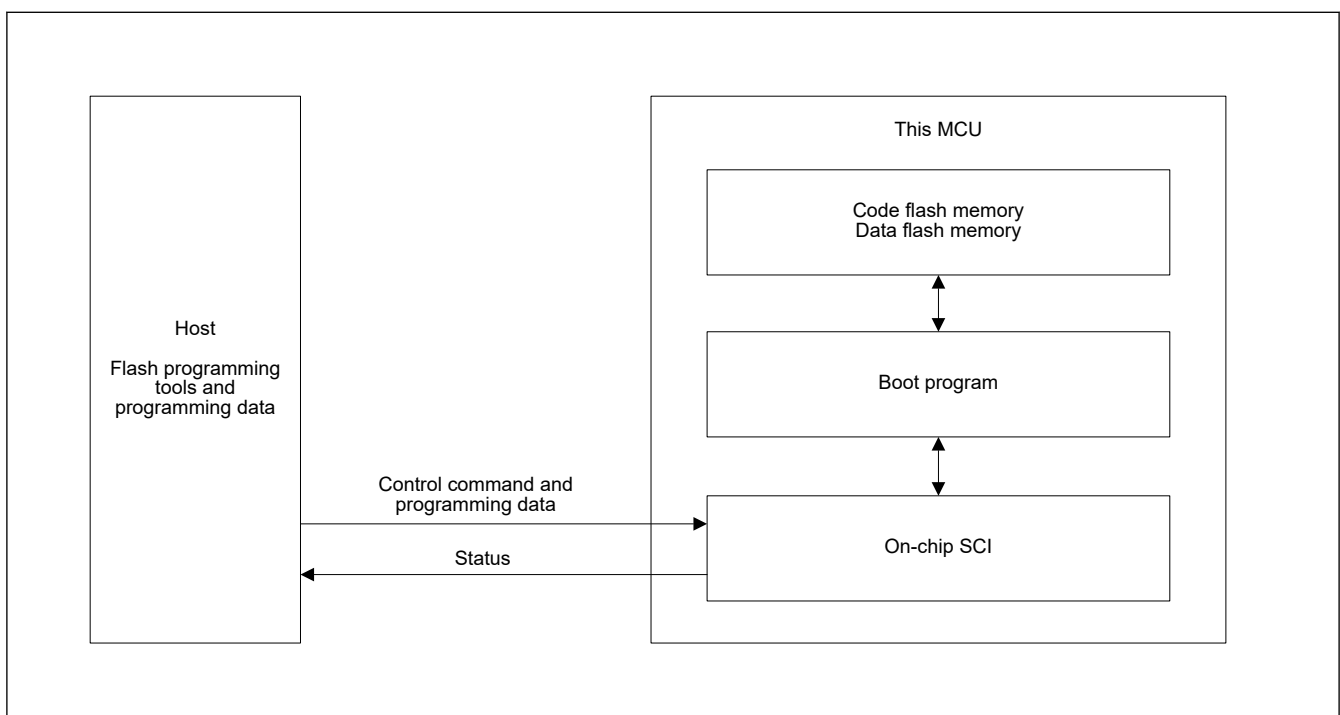 This MCU
Code flash memory
Data flash memory
Host
Flash programming
tools and
programming data
Boot program
Control command and
programming data
On-chip SCI
Status